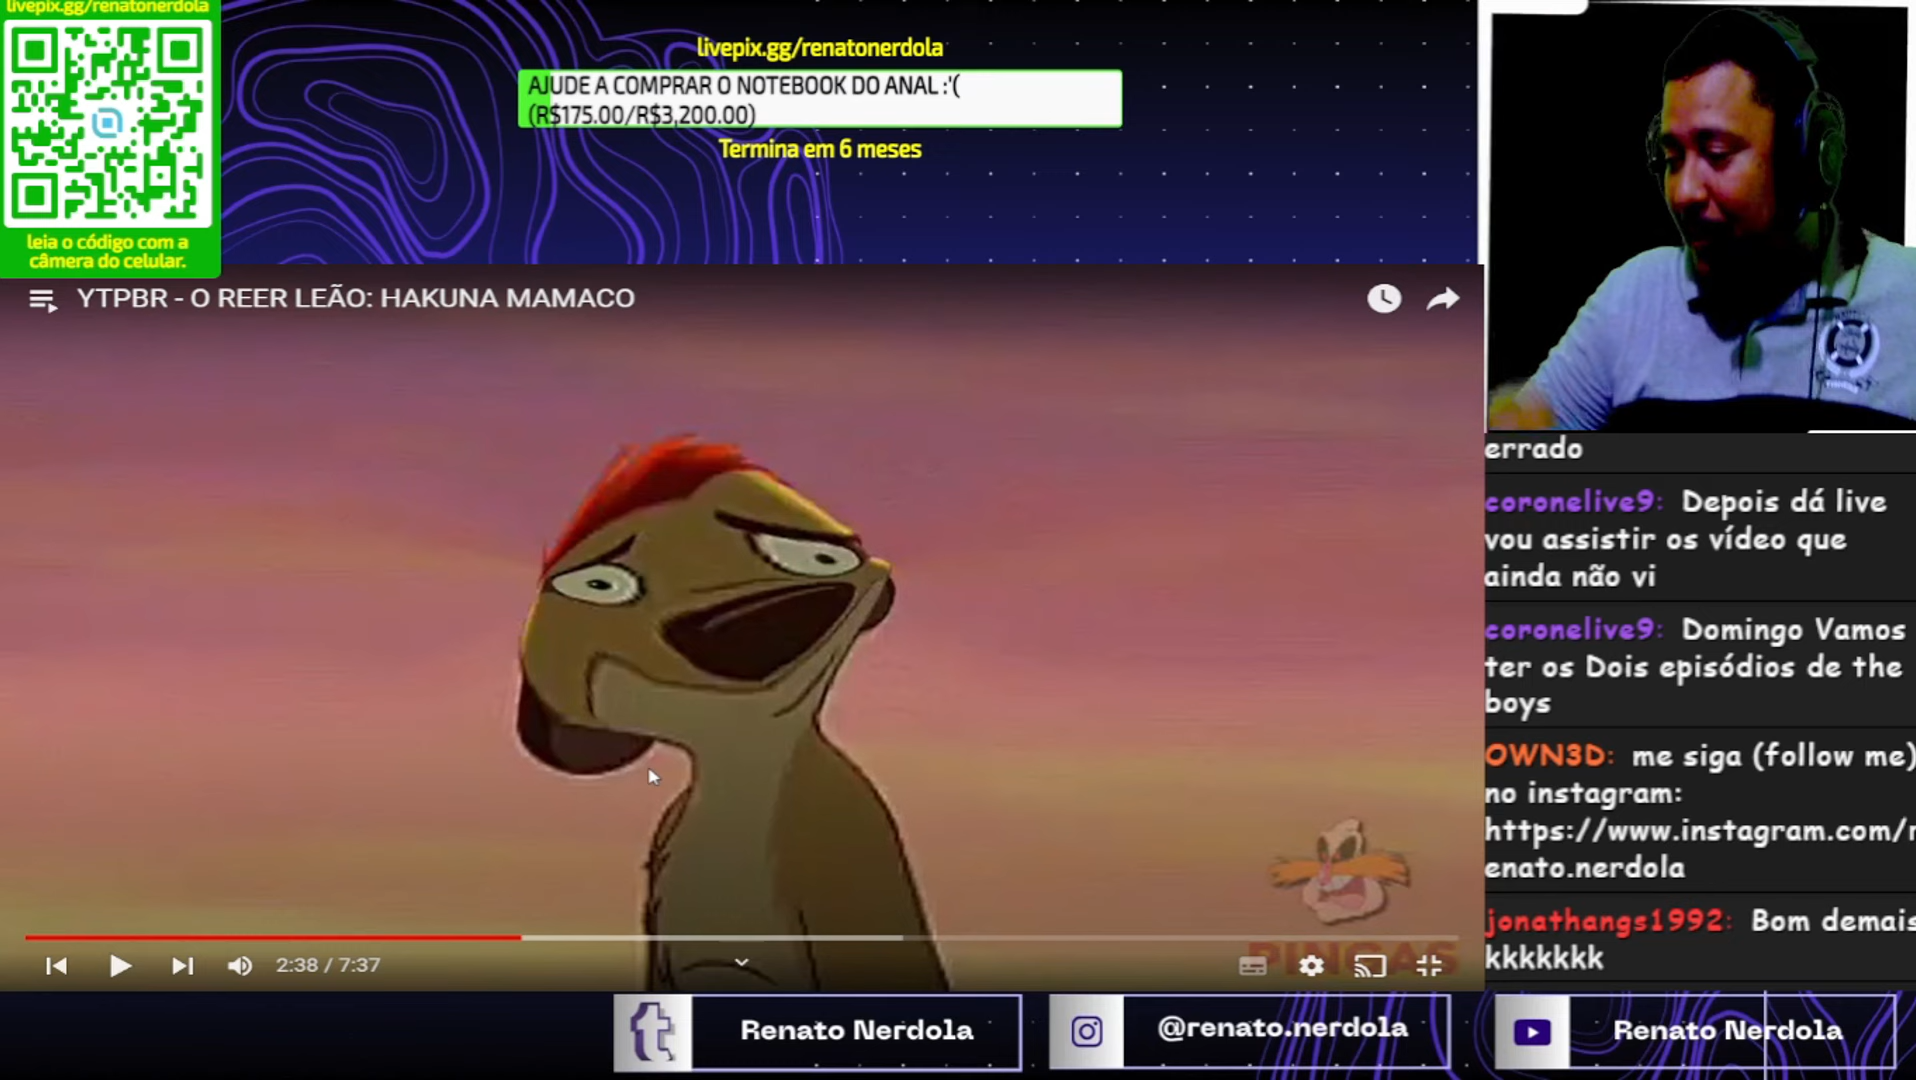 livepix.gg/renatonerdola
leia o código com a
câmera do celular.
livepix.gg/renatonerdola
AJUDE A COMPRAR O NOTEBOOK DO ANAL :'(
(R$175.00/R$3,200.00)
Termina em 6 meses
YTPBR - O REER LEÃO: HAKUNA MAMACO
PINGAS
2:38 / 7:37
errado
coronelive9: Depois dá live
vou assistir os vídeo que
ainda não vi
coronelive9: Domingo Vamos
ter os Dois episódios de the
boys
OWN3D: me siga (follow me)
no instagram:
https://www.instagram.com/r
enato.nerdola
jonathangs1992: Bom demais
kkkkkkk
Renato Nerdola
@renato.nerdola
Renato Nerdola